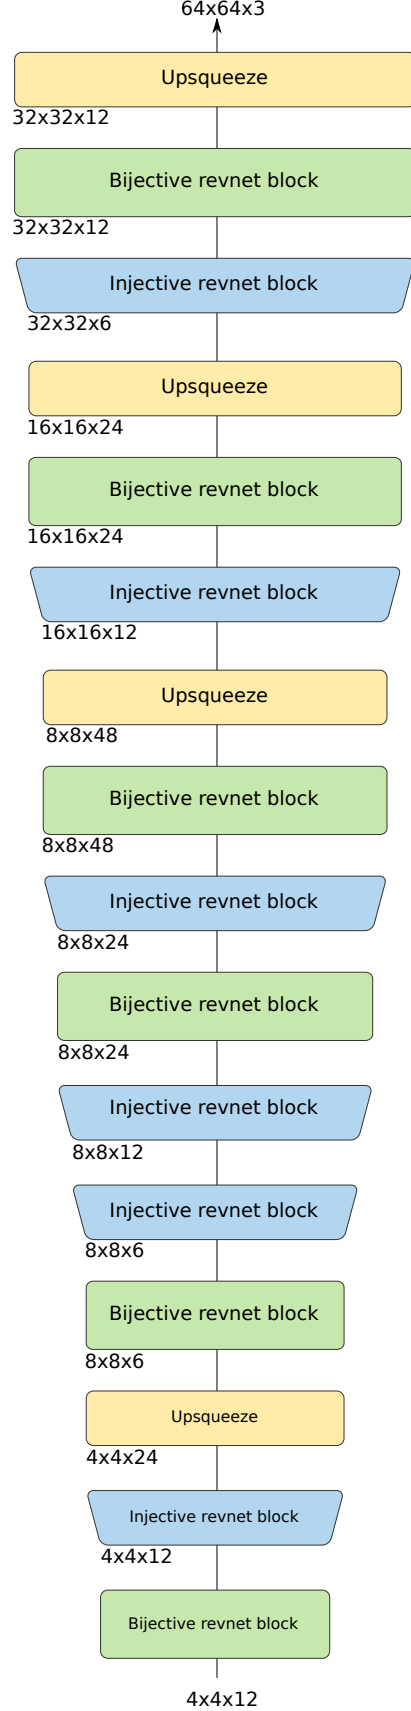 64x64x3
Upsqueeze
32x32x12
Bijective revnet block
32x32x12
Injective revnet block
32x32x6
Upsqueeze
16x16x24
Bijective revnet block
16x16x24
Injective revnet block
16x16x12
Upsqueeze
8x8x48
Bijective revnet block
8x8x48
Injective revnet block
8x8x24
Bijective revnet block
8x8x24
Injective revnet block
8x8x12
Injective revnet block
8x8x6
Bijective revnet block
8x8x6
Upsqueeze
4x4x24
Injective revnet block
4x4x12
Bijective revnet block
4x4x12